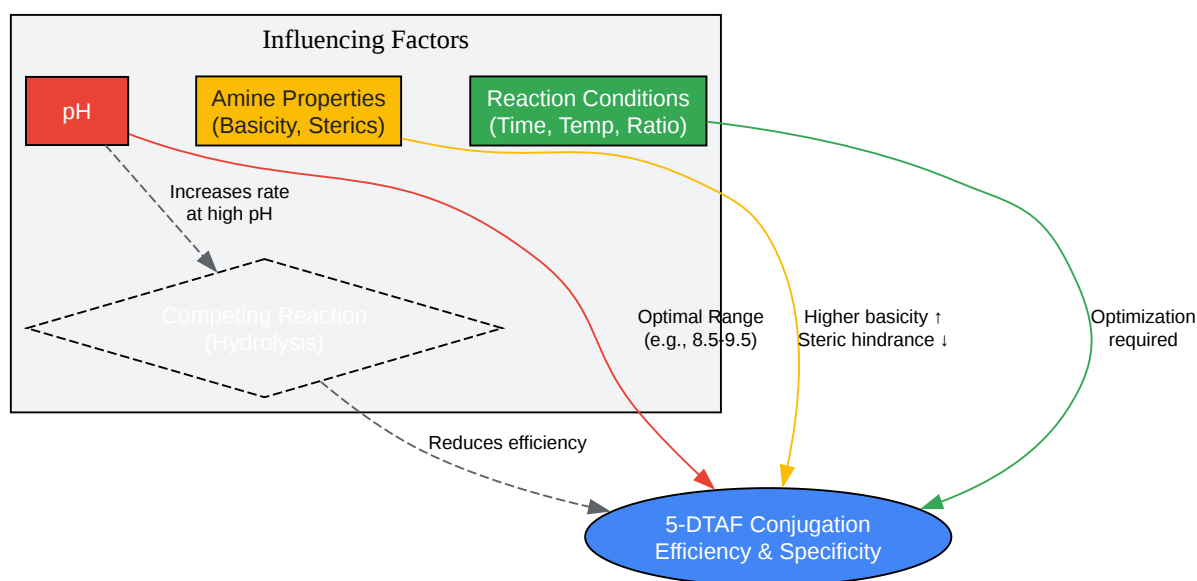 Influencing Factors
pH
Amine Properties
(Basicity, Sterics)
Reaction Conditions
(Time, Temp, Ratio)
Increases rate
at high pH
Competing Reaction
(Hydrolysis)
Optimal Range
(e.g., 8.5-9.5)
Higher basicity ↑
Steric hindrance ↓
Optimization
required
Reduces efficiency
5-DTAF Conjugation
Efficiency & Specificity